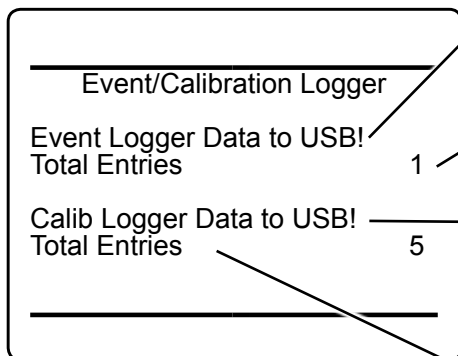 Event/Calibration Logger
Event Logger Data to USB!
Total Entries 1
Calib Logger Data to USB!
Total Entries 5